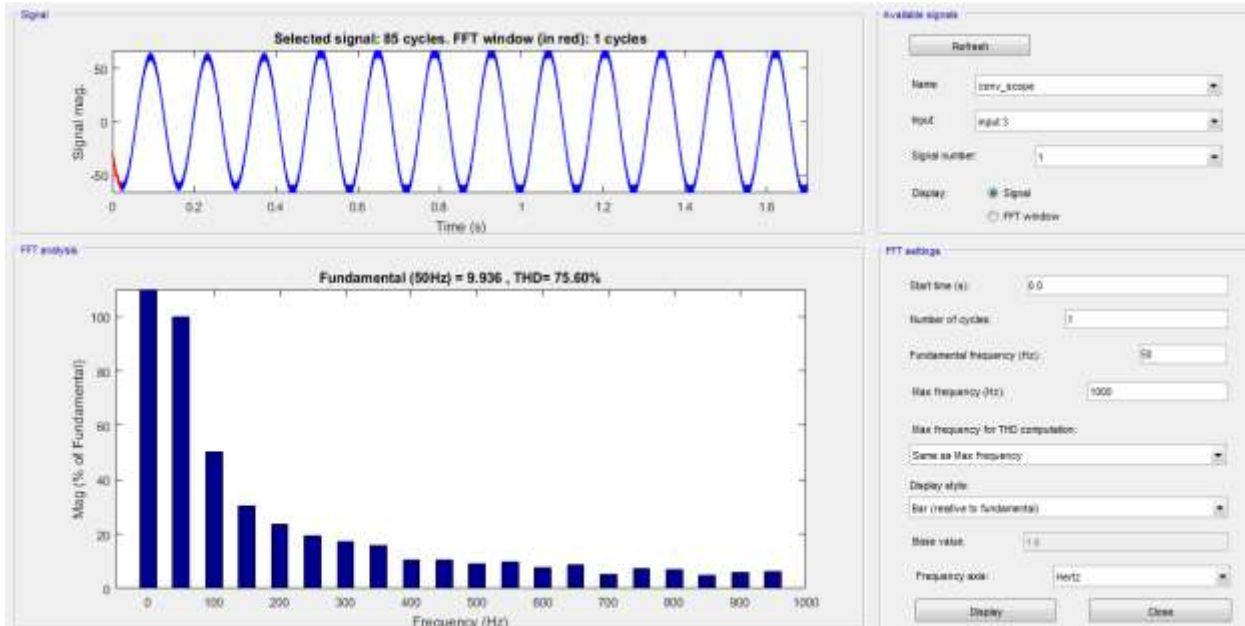 Signal
Selected signal: 85 cycles. FFT window (in red): 1 cycles
50
0
-50
Signal mag.
0 0.2 0.4 0.6 0.8 1 1.2 1.4 1.6
Time (s)
FFT analysis
Fundamental (50Hz) = 9.936 , THD= 75.60%
100
80
60
40
20
0
Mag (% of Fundamental)
0 100 200 300 400 500 600 700 800 900 1000
Frequency (Hz)
Available signals
Refresh
Name: conv_scope
Input: input 3
Signal number: 1
Display: Signal
FFT window
FFT settings
Start time (s): 0.0
Number of cycles: 1
Fundamental frequency (Hz): 50
Max frequency (Hz): 1000
Max frequency for THD computation:
Same as Max frequency
Display style:
Bar (relative to fundamental)
Base value: 1.0
Frequency axis: Hertz
Display Close